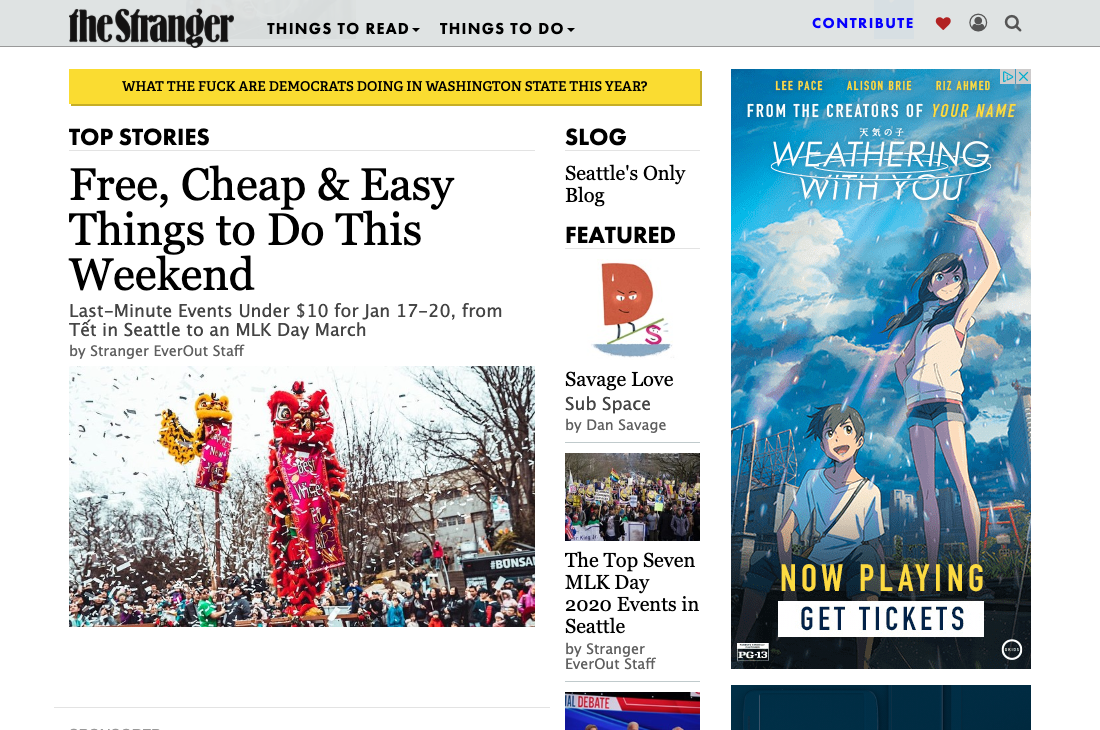 theStranger
THINGS TO READ
THINGS TO DO
CONTRIBUTE
WHAT THE FUCK ARE DEMOCRATS DOING IN WASHINGTON STATE THIS YEAR?
TOP STORIES
Free, Cheap & Easy
Things to Do This
Weekend
Last-Minute Events Under $10 for Jan 17-20, from
Tết in Seattle to an MLK Day March
by Stranger EverOut Staff
BEST
#BONSA
SLOG
Seattle's Only
Blog
FEATURED
D
S
Savage Love
Sub Space
by Dan Savage
The Top Seven
MLK Day
2020 Events in
Seattle
by Stranger
EverOut Staff
DEBATE
LEE PACE ALISON BRIE RIZ AHMED
FROM THE CREATORS OF YOUR NAME
天気の子
WEATHERING
WITH YOU
NOW PLAYING
GET TICKETS
PG-13
GKIDS